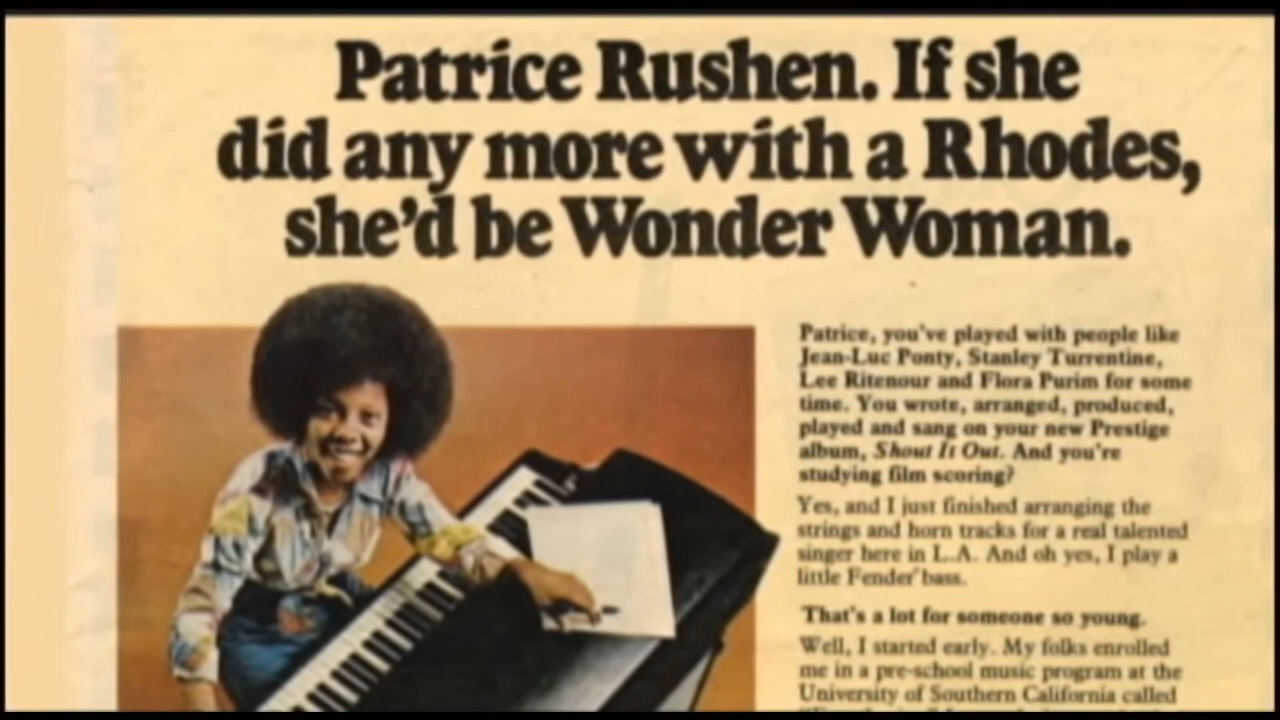 Patrice Rushen. If she
did any more with a Rhodes,
she'd be Wonder Woman.
Patrice, you've played with people like
Jean-Luc Ponty, Stanley Turrentine,
Lee Ritenour and Flora Purim for some
time. You wrote, arranged, produced,
played and sang on your new Prestige
album, Shout It Out. And you're
studying film scoring?
Yes, and I just finished arranging the
strings and horn tracks for a real talented
singer here in L.A. And oh yes, I play a
little Fender bass.
That's a lot for someone so young.
Well, I started early. My folks enrolled
me in a pre-school music program at the
University of Southern California called